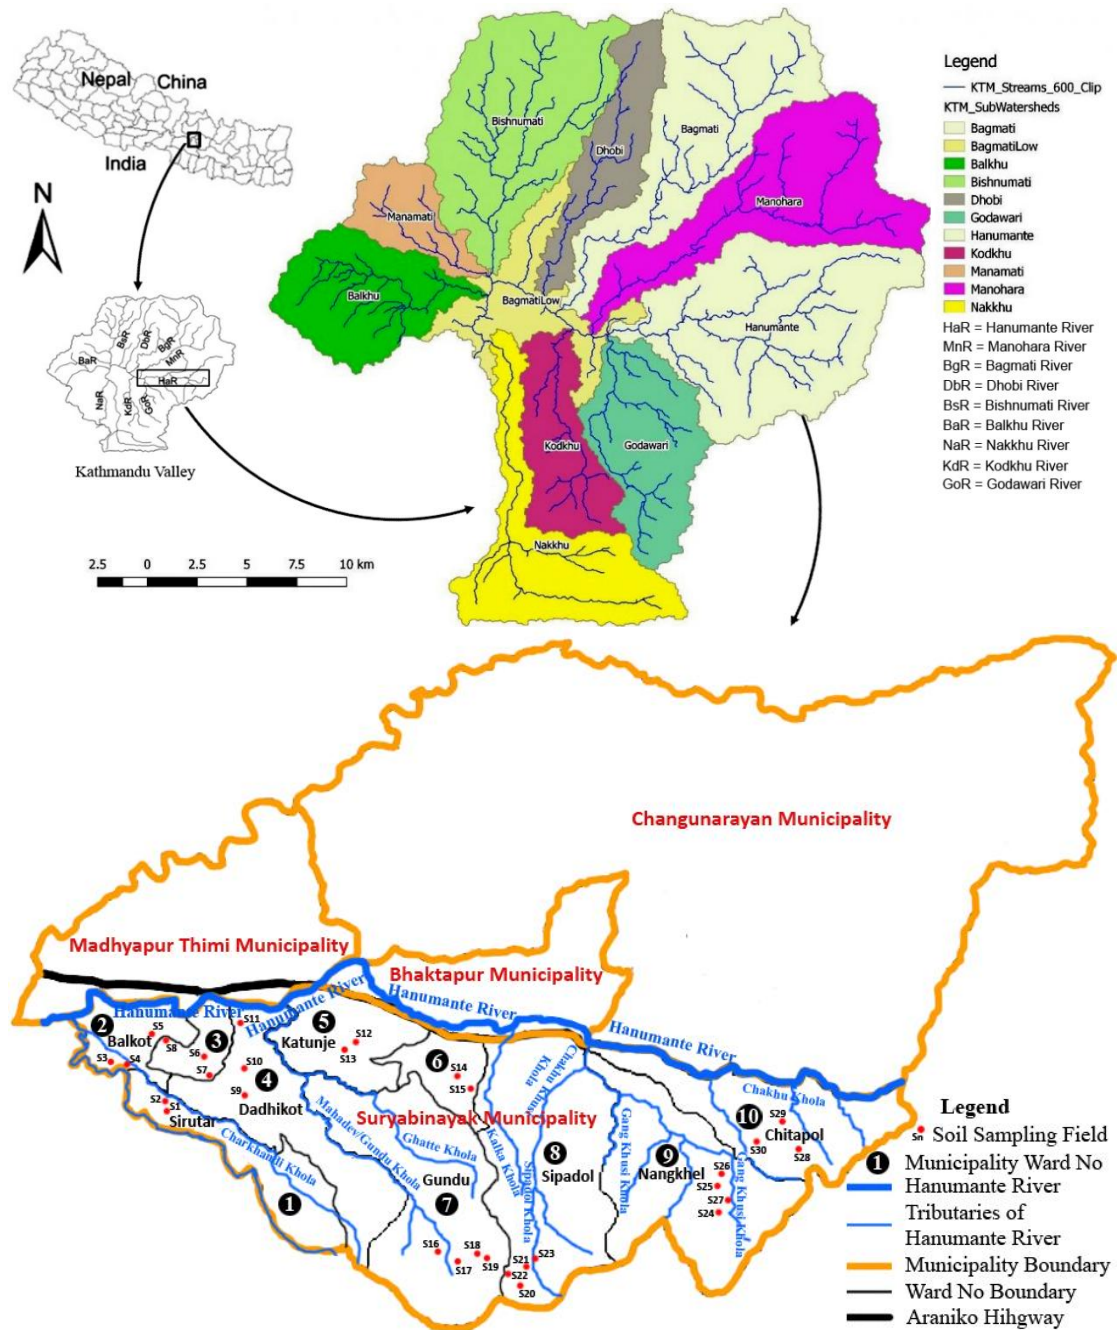 Nepal
China
India
N
BsR
DbR
BgR
BaR
MnR
HaR
NaR
KdR
GoR
Kathmandu Valley
2.5 0 2.5 5 7.5 10 km
Bishnumati
Dhobi
Bagmati
Manohara
Manamati
Balkhu
BagmatiLow
Hanumante
Kodkhu
Godawari
Nakkhu
Legend
KTM_Streams_600_Clip
KTM_SubWatersheds
Bagmati
BagmatiLow
Balkhu
Bishnumati
Dhobi
Godawari
Hanumante
Kodkhu
Manamati
Manohara
Nakkhu
HaR = Hanumante River
MnR = Manohara River
BgR = Bagmati River
DbR = Dhobi River
BsR = Bishnumati River
BaR = Balkhu River
NaR = Nakkhu River
KdR = Kodkhu River
GoR = Godawari River
Changunarayan Municipality
Madhyapur Thimi Municipality
Bhaktapur Municipality
Hanumante River
Hanumante River
Hanumante River
Hanumante River
2
Balkot
S5
S3
S4
S8
S6
S7
3
S11
S10
4
S9
Dadhikot
S2
S1
Sirutar
Charkhandi Khola
1
5
Katunje
S12
S13
6
S14
S15
Suryabinayak Municipality
Mahadev/Gundu Khola
Ghatte Khola
Gundu
7
S16
S17
S18
S19
Kalka Khola
Sipadol Khola
Chakhu Khusi
Khola
8
Sipadol
S21
S22
S23
S20
Gang Khusi Khola
9
Nangkhel
S26
S25
S27
S24
Gang Khusi Khola
Chakhu Khola
10
S29
Chitapol
S30
S28
Legend
Sn Soil Sampling Field
1 Municipality Ward No
Hanumante River
Tributaries of
Hanumante River
Municipality Boundary
Ward No Boundary
Araniko Hihgway